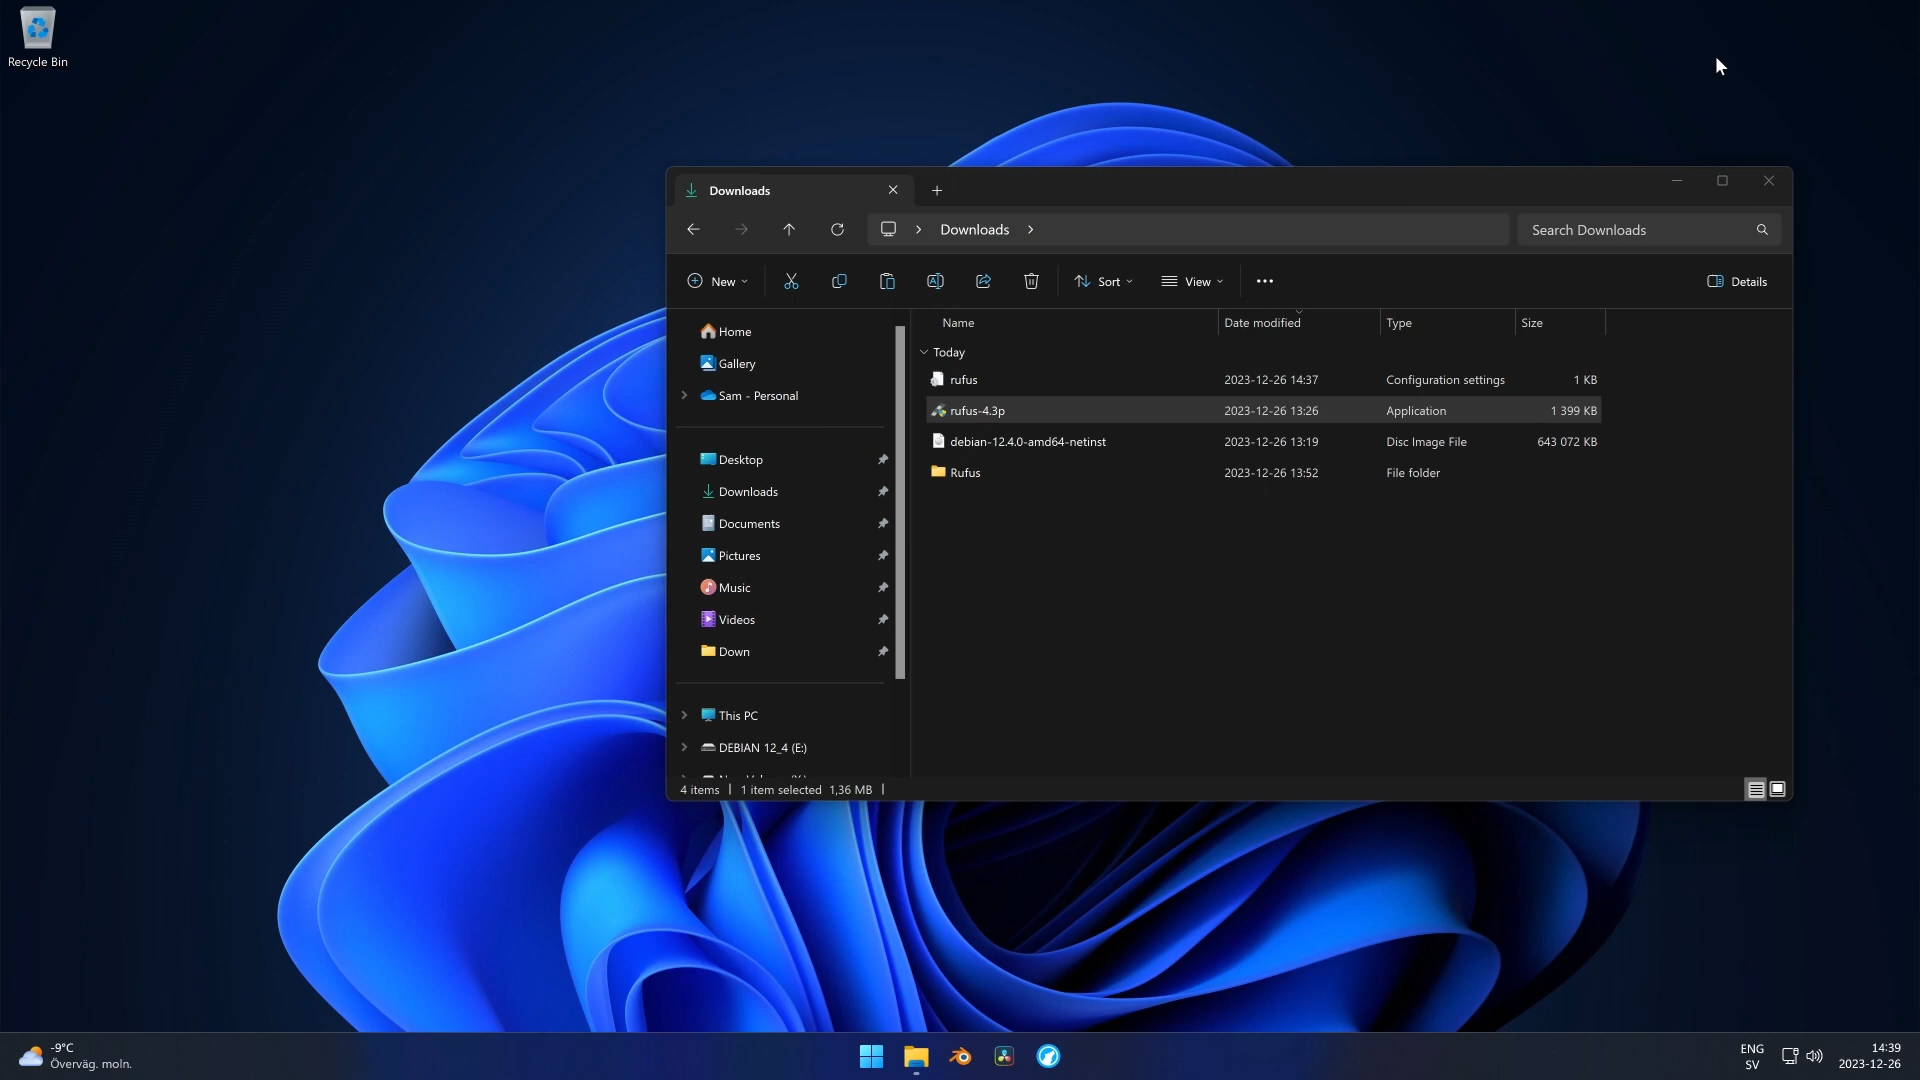 Recycle Bin
Downloads
Downloads
Search Downloads
New
Sort
View
Details
Name Date modified Type Size
Home
Gallery
Sam - Personal
Desktop
Downloads
Documents
Pictures
Music
Videos
Down
This PC
DEBIAN 12_4 (E:)
Today
rufus 2023-12-26 14:37 Configuration settings 1 KB
rufus-4.3p 2023-12-26 13:26 Application 1 399 KB
debian-12.4.0-amd64-netinst 2023-12-26 13:19 Disc Image File 643 072 KB
Rufus 2023-12-26 13:52 File folder
4 items 1 item selected 1,36 MB
-9°C
Överväg. moln.
ENG
SV
14:39
2023-12-26